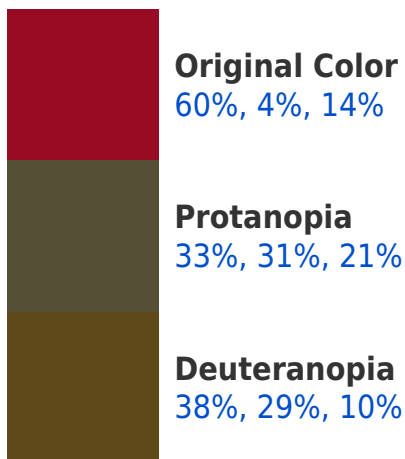 Original Color
60%, 4%, 14%
Protanopia
33%, 31%, 21%
Deuteranopia
38%, 29%, 10%